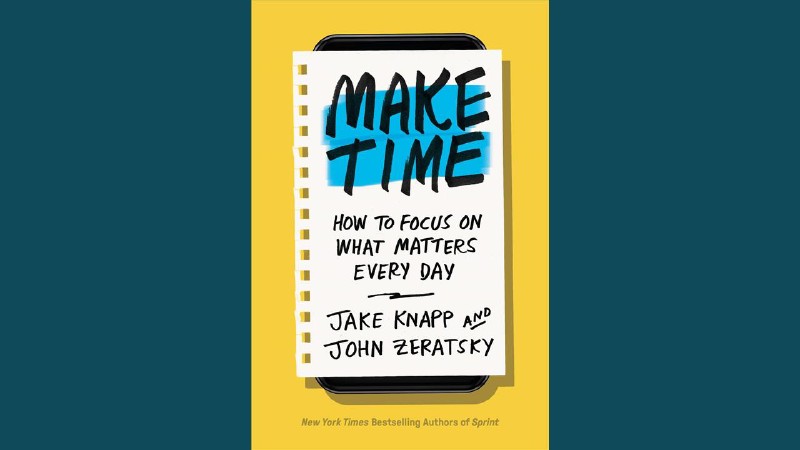 MAKE
TIME
HOW TO FOCUS ON
WHAT MATTERS
EVERY DAY
JAKE KNAPP AND
JOHN ZERATSKY
New York Times Bestselling Authors of Sprint